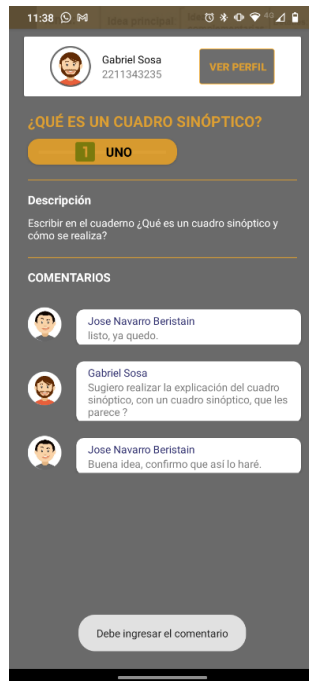 11:38
Idea principal
4G
Gabriel Sosa
2211343235
VER PERFIL
¿QUÉ ES UN CUADRO SINÓPTICO?
1 UNO
Descripción
Escribir en el cuaderno ¿Qué es un cuadro sinóptico y
cómo se realiza?
COMENTARIOS
Jose Navarro Beristain
listo, ya quedo.
Gabriel Sosa
Sugiero realizar la explicación del cuadro
sinóptico, con un cuadro sinóptico, que les
parece ?
Jose Navarro Beristain
Buena idea, confirmo que así lo haré.
Debe ingresar el comentario